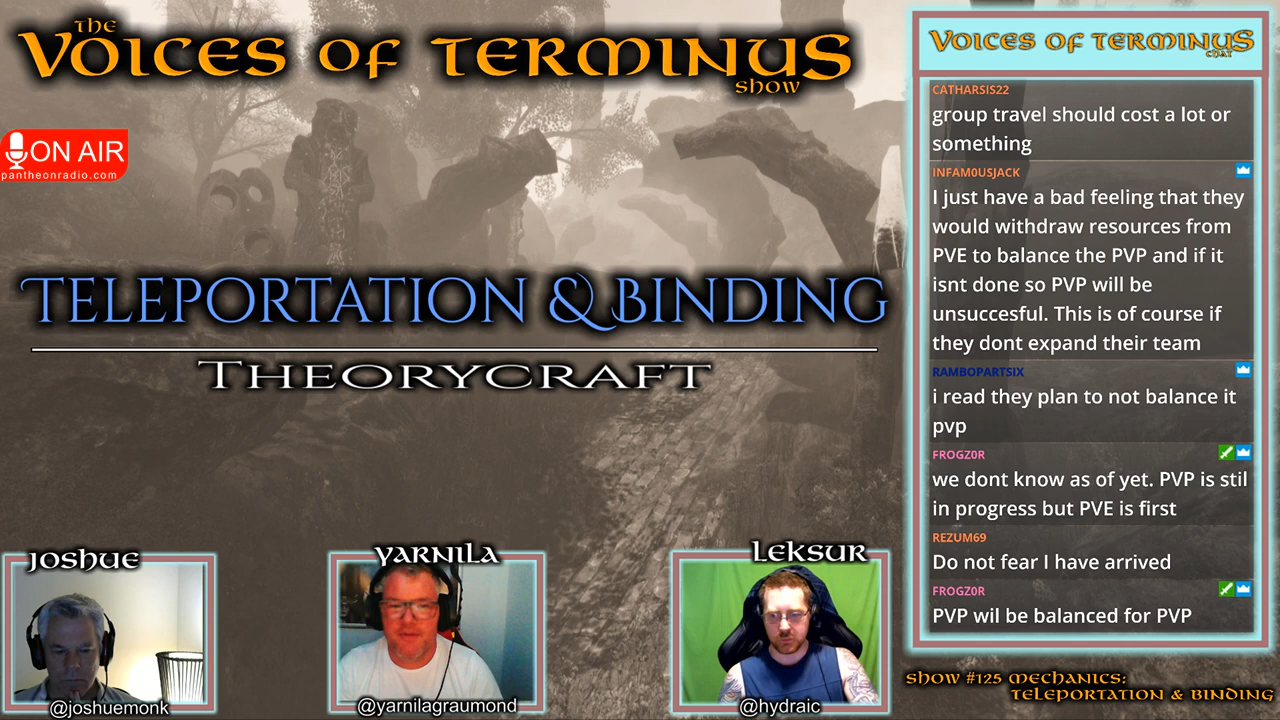 THE
VOICES OF TERMINUS
SHOW
ON AIR
pantheonradio.com
TELEPORTATION & BINDING
THEORYCRAFT
JOSHUE
@joshuemonk
YARNILA
@yarnilagraumond
LEKSUR
@hydraic
VOICES OF TERMINUS
CHAT
CATHARSIS22
group travel should cost a lot or
something
INFAM0USJACK
I just have a bad feeling that they
would withdraw resources from
PVE to balance the PVP and if it
isnt done so PVP will be
unsuccesful. This is of course if
they dont expand their team
RAMBOPARTSIX
i read they plan to not balance it
pvp
FROGZ0R
we dont know as of yet. PVP is stil
in progress but PVE is first
REZUM69
Do not fear I have arrived
FROGZ0R
PVP wil be balanced for PVP
SHOW #125 MECHANICS:
TELEPORTATION & BINDING